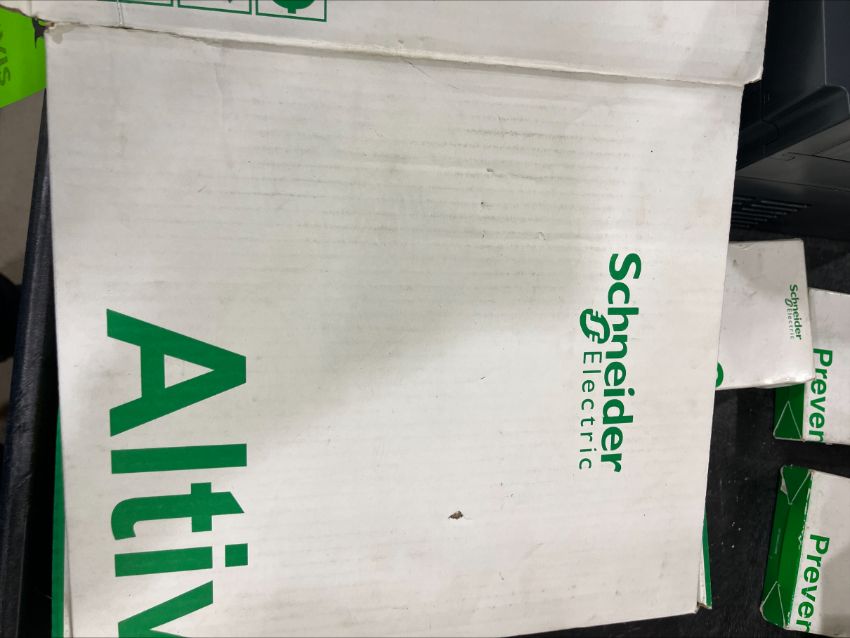 Schneider
Electric
Altiv
Schneider
Electric
Preven
Preven